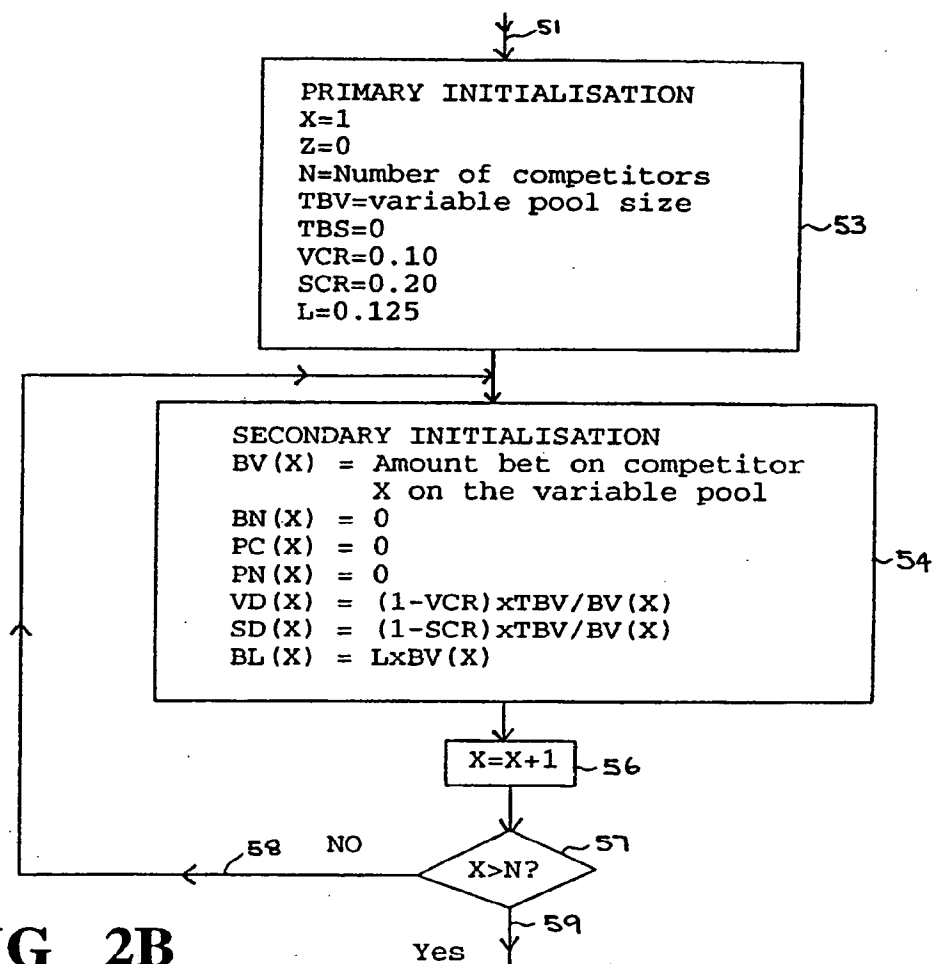 51
PRIMARY INITIALISATION
X=1
Z=0
N=Number of competitors
TBV=variable pool size
TBS=0
VCR=0.10
SCR=0.20
L=0.125
53
SECONDARY INITIALISATION
BV(X) = Amount bet on competitor
X on the variable pool
BN(X) = 0
PC(X) = 0
PN(X) = 0
VD(X) = (1-VCR)xTBV/BV(X)
SD(X) = (1-SCR)xTBV/BV(X)
BL(X) = LxBV(X)
54
X=X+1
56
58 NO
X>N?
57
59
Yes
G 2B